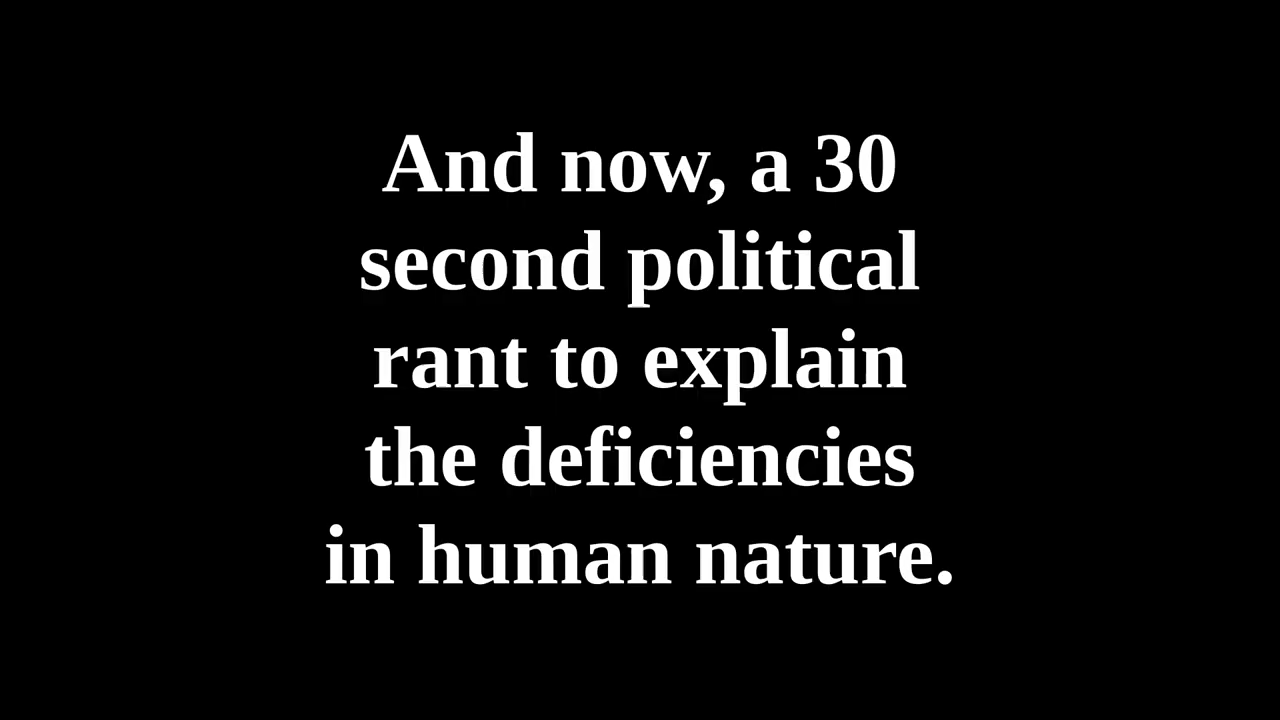 And now, a 30
second political
rant to explain
the deficiencies
in human nature.